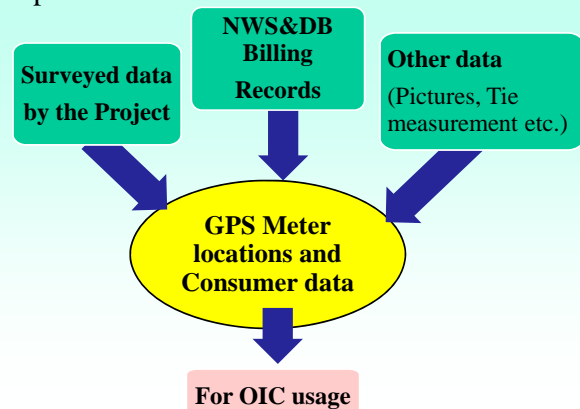 NWS&DB
Billing
Records
Surveyed data
by the Project
Other data
(Pictures, Tie
measurement etc.)
GPS Meter
locations and
Consumer data
For OIC usage